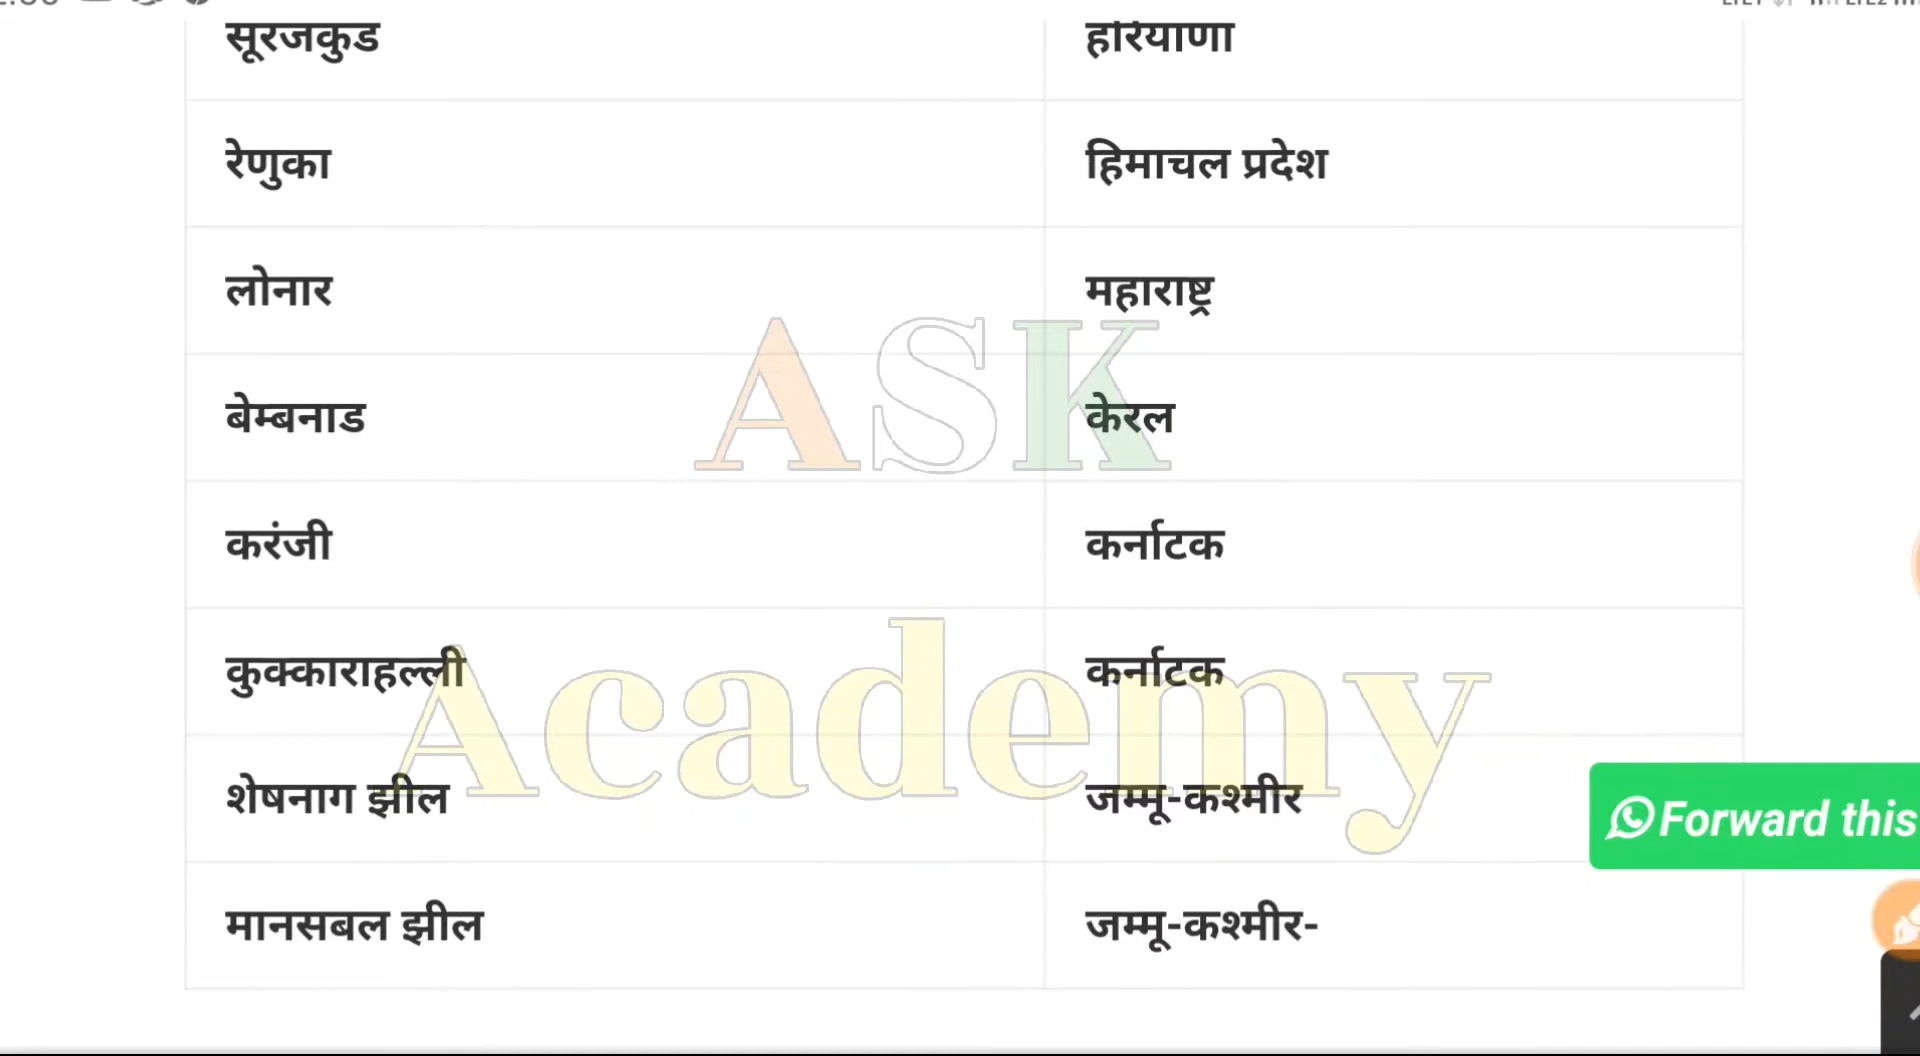 सूरजकुड हरियाणा
रेणुका हिमाचल प्रदेश
लोनार महाराष्ट्र
बेम्बनाड केरल
करंजी कर्नाटक
कुक्काराहल्ली कर्नाटक
शेषनाग झील जम्मू-कश्मीर
मानसबल झील जम्मू-कश्मीर-
ASK
Academy
Forward this